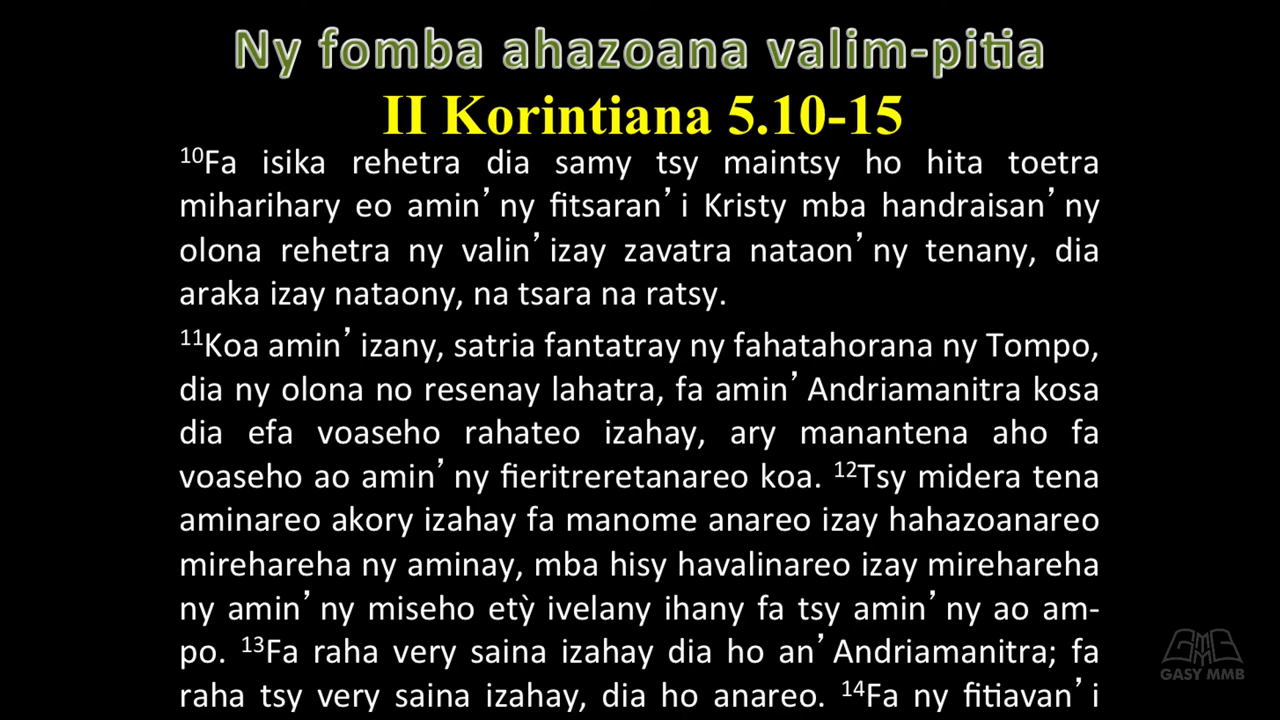 Ny fomba ahazoana valim-pitia
II Korintiana 5.10-15
¹⁰Fa isika rehetra dia samy tsy maintsy ho hita toetra
miharihary eo amin’ny fitsaran’i Kristy mba handraisan’ny
olona rehetra ny valin’izay zavatra nataon’ny tenany, dia
araka izay nataony, na tsara na ratsy.
¹¹Koa amin’izany, satria fantatray ny fahatahorana ny Tompo,
dia ny olona no resenay lahatra, fa amin’Andriamanitra kosa
dia efa voaseho rahateo izahay, ary manantena aho fa
voaseho ao amin’ny fieritreretanareo koa. ¹²Tsy midera tena
aminareo akory izahay fa manome anareo izay hahazoanareo
mirehareha ny aminay, mba hisy havalinareo izay mirehareha
ny amin’ny miseho etỳ ivelany ihany fa tsy amin’ny ao am-
po. ¹³Fa raha very saina izahay dia ho an’Andriamanitra; fa
raha tsy very saina izahay, dia ho anareo. ¹⁴Fa ny fitiavan’i
GMMB
GASY MMB